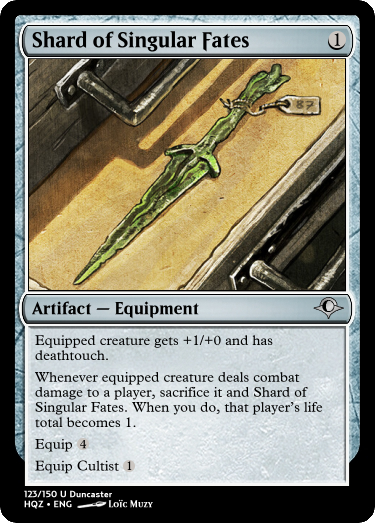 Shard of Singular Fates 1
87
Artifact — Equipment
Equipped creature gets +1/+0 and has
deathtouch.
Whenever equipped creature deals combat
damage to a player, sacrifice it and Shard of
Singular Fates. When you do, that player's life
total becomes 1.
Equip 4
Equip Cultist 1
123/150 U Duncaster
HQZ • ENG Loïc Muzy